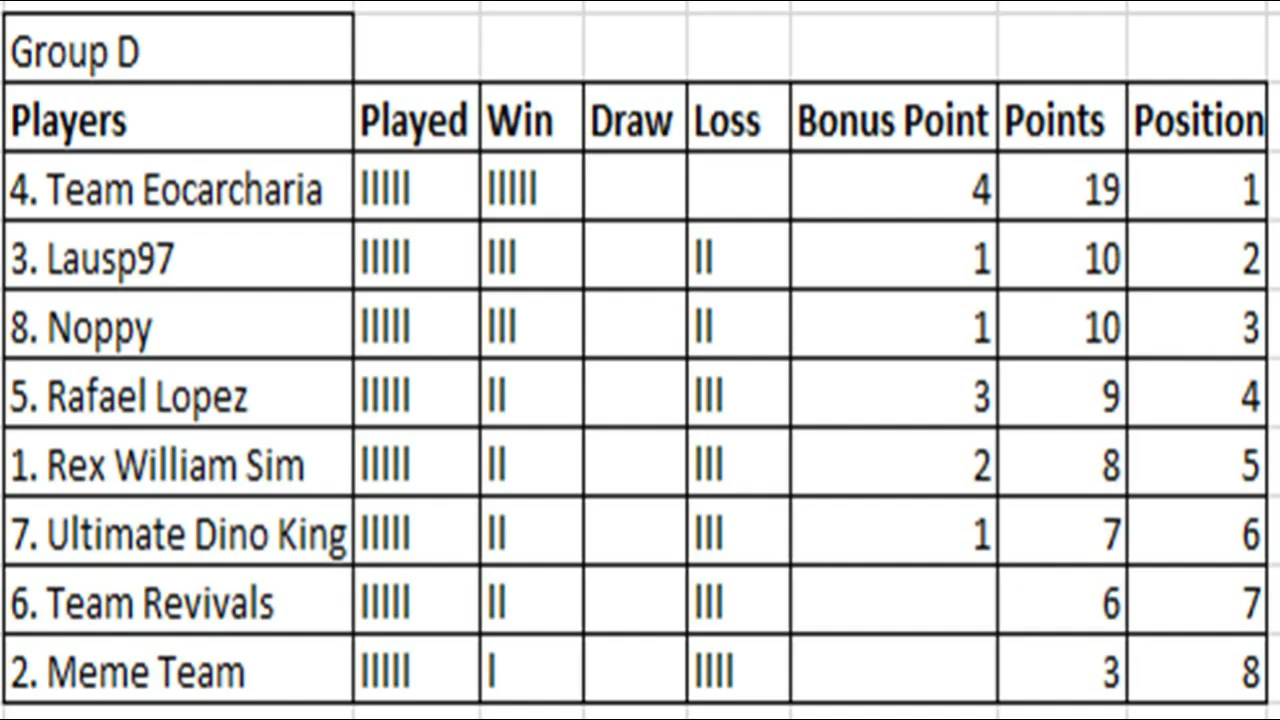 Group D
Players Played Win Draw Loss Bonus Point Points Position
4. Team Eocarcharia IIIII IIIII 4 19 1
3. Lausp97 IIIII III II 1 10 2
8. Noppy IIIII III II 1 10 3
5. Rafael Lopez IIIII II III 3 9 4
1. Rex William Sim IIIII II III 2 8 5
7. Ultimate Dino King IIIII II III 1 7 6
6. Team Revivals IIIII II III 6 7
2. Meme Team IIIII I IIII 3 8